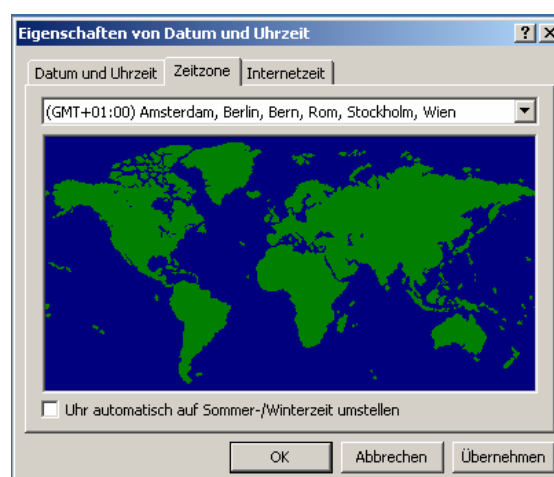 Eigenschaften von Datum und Uhrzeit
Datum und Uhrzeit Zeitzone Internetzeit
(GMT+01:00) Amsterdam, Berlin, Bern, Rom, Stockholm, Wien
Uhr automatisch auf Sommer-/Winterzeit umstellen
OK Abbrechen Übernehmen